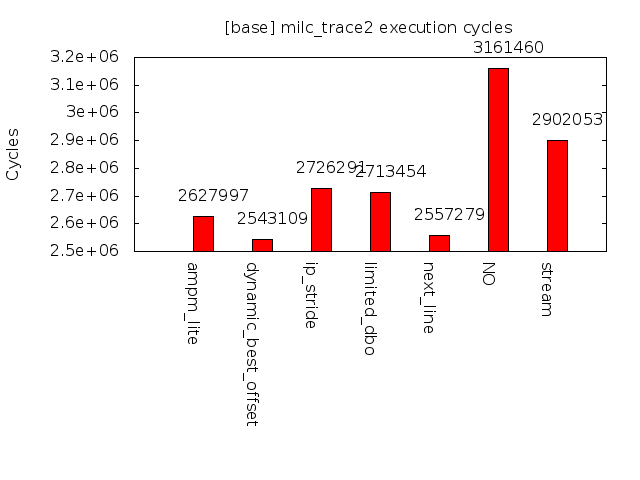 [base] milc_trace2 execution cycles
Cycles
3.2e+06
3.1e+06
3e+06
2.9e+06
2.8e+06
2.7e+06
2.6e+06
2.5e+06
2627997
2543109
2726291
2713454
2557279
3161460
2902053
ampm_lite
dynamic_best_offset
ip_stride
limited_dbo
next_line
NO
stream